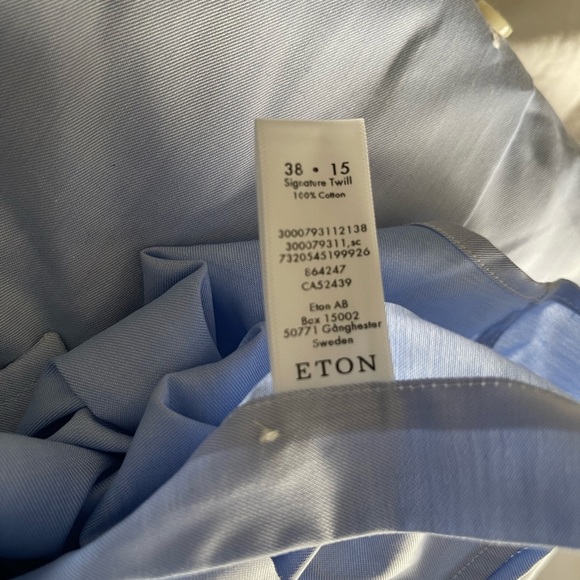 38 • 15
Signature Twill
100% Cotton
3000793112138
300079311,sc
7320545199926
864247
CA52439
Eton AB
Box 15002
50771 Gånghester
Sweden
ETON